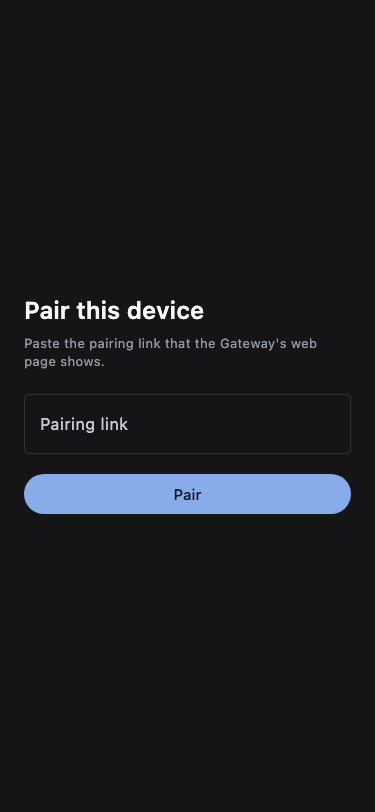 Pair this device
Paste the pairing link that the Gateway's web
page shows.
Pairing link
Pair